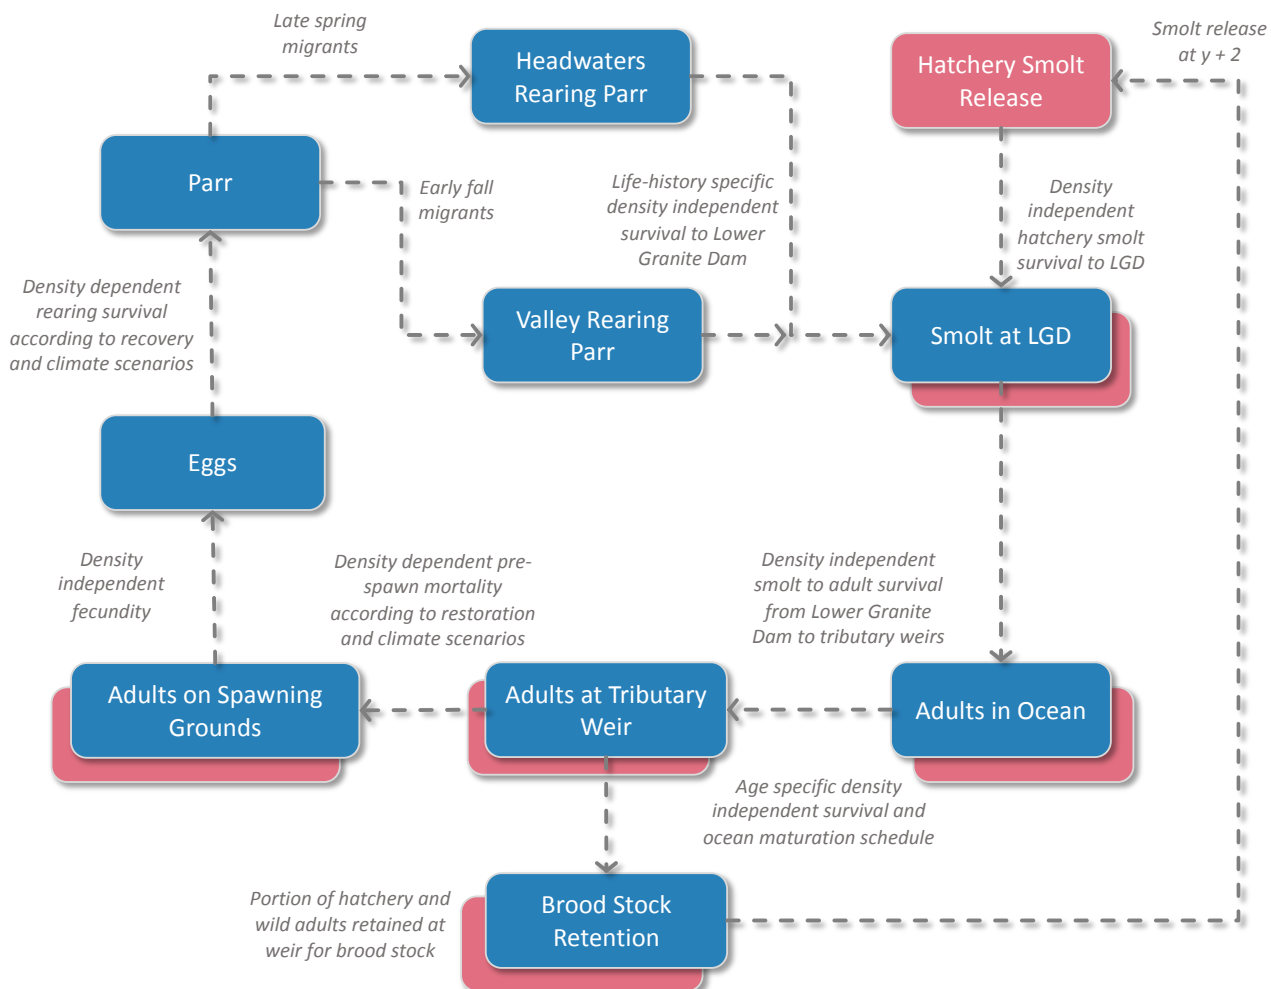 Late spring
migrants
Smolt release
at y + 2
Headwaters
Rearing Parr
Hatchery Smolt
Release
Parr
Early fall
migrants
Life-history specific
density independent
survival to Lower
Granite Dam
Density
independent
hatchery smolt
survival to LGD
Density dependent
rearing survival
according to recovery
and climate scenarios
Valley Rearing
Parr
Smolt at LGD
Eggs
Density
independent
fecundity
Density dependent pre-
spawn mortality
according to restoration
and climate scenarios
Density independent
smolt to adult survival
from Lower Granite
Dam to tributary weirs
Adults on Spawning
Grounds
Adults at Tributary
Weir
Adults in Ocean
Age specific density
independent survival and
ocean maturation schedule
Portion of hatchery and
wild adults retained at
weir for brood stock
Brood Stock
Retention